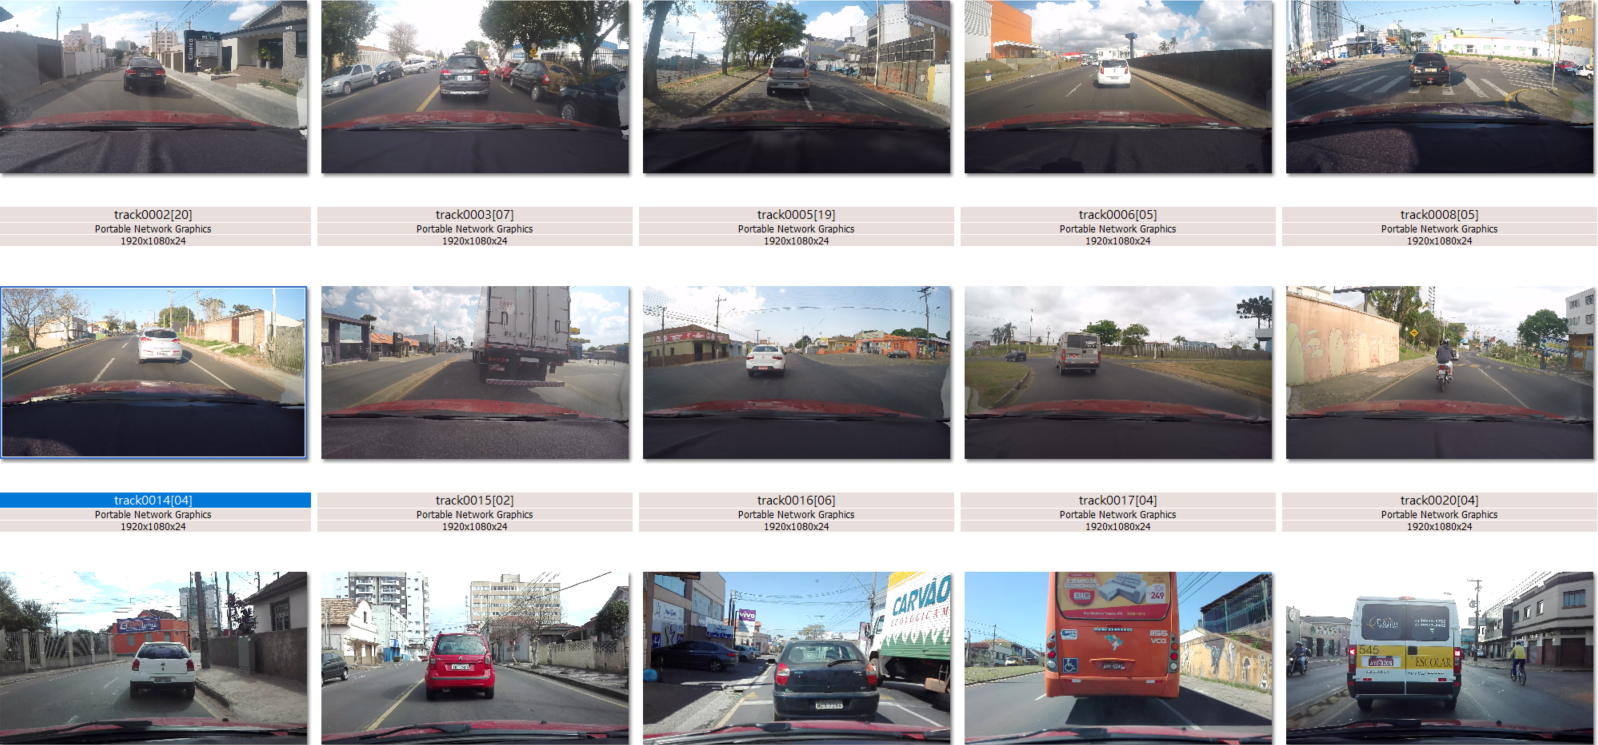 track0002[20]
Portable Network Graphics
1920x1080x24
track0003[07]
Portable Network Graphics
1920x1080x24
track0005[19]
Portable Network Graphics
1920x1080x24
track0006[05]
Portable Network Graphics
1920x1080x24
track0008[05]
Portable Network Graphics
1920x1080x24
track0014[04]
Portable Network Graphics
1920x1080x24
track0015[02]
Portable Network Graphics
1920x1080x24
track0016[06]
Portable Network Graphics
1920x1080x24
track0017[04]
Portable Network Graphics
1920x1080x24
track0020[04]
Portable Network Graphics
1920x1080x24
vivo
CARVÃO
ECOLÓGICA
249
545
ESCOLAR